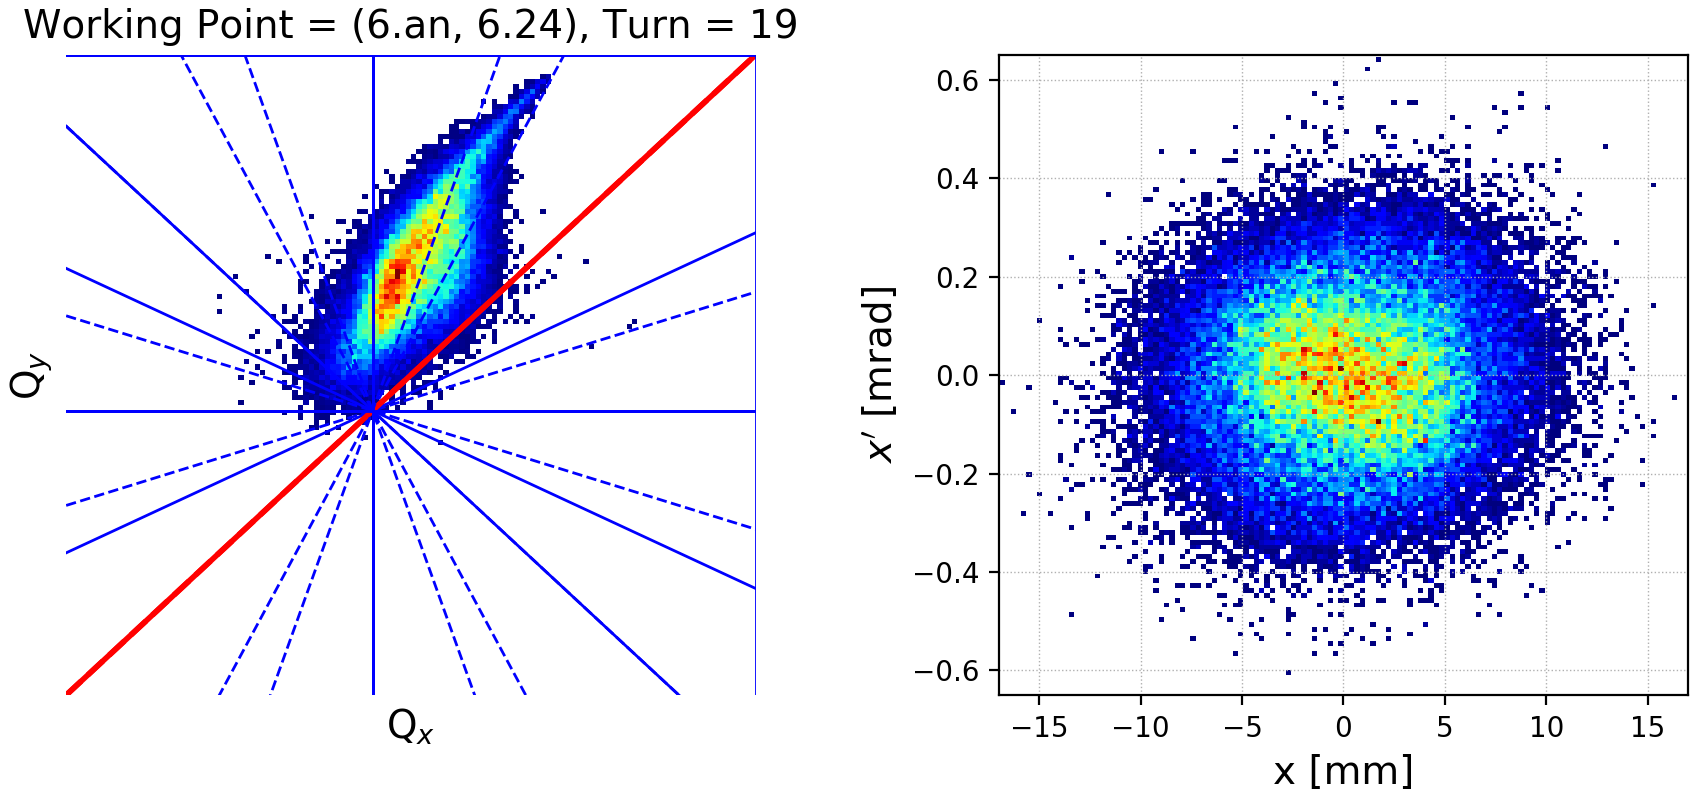 Working Point = (6.an, 6.24), Turn = 19
Q_y
Q_x
x′ [mrad]
0.6
0.4
0.2
0.0
−0.2
−0.4
−0.6
−15 −10 −5 0 5 10 15
x [mm]